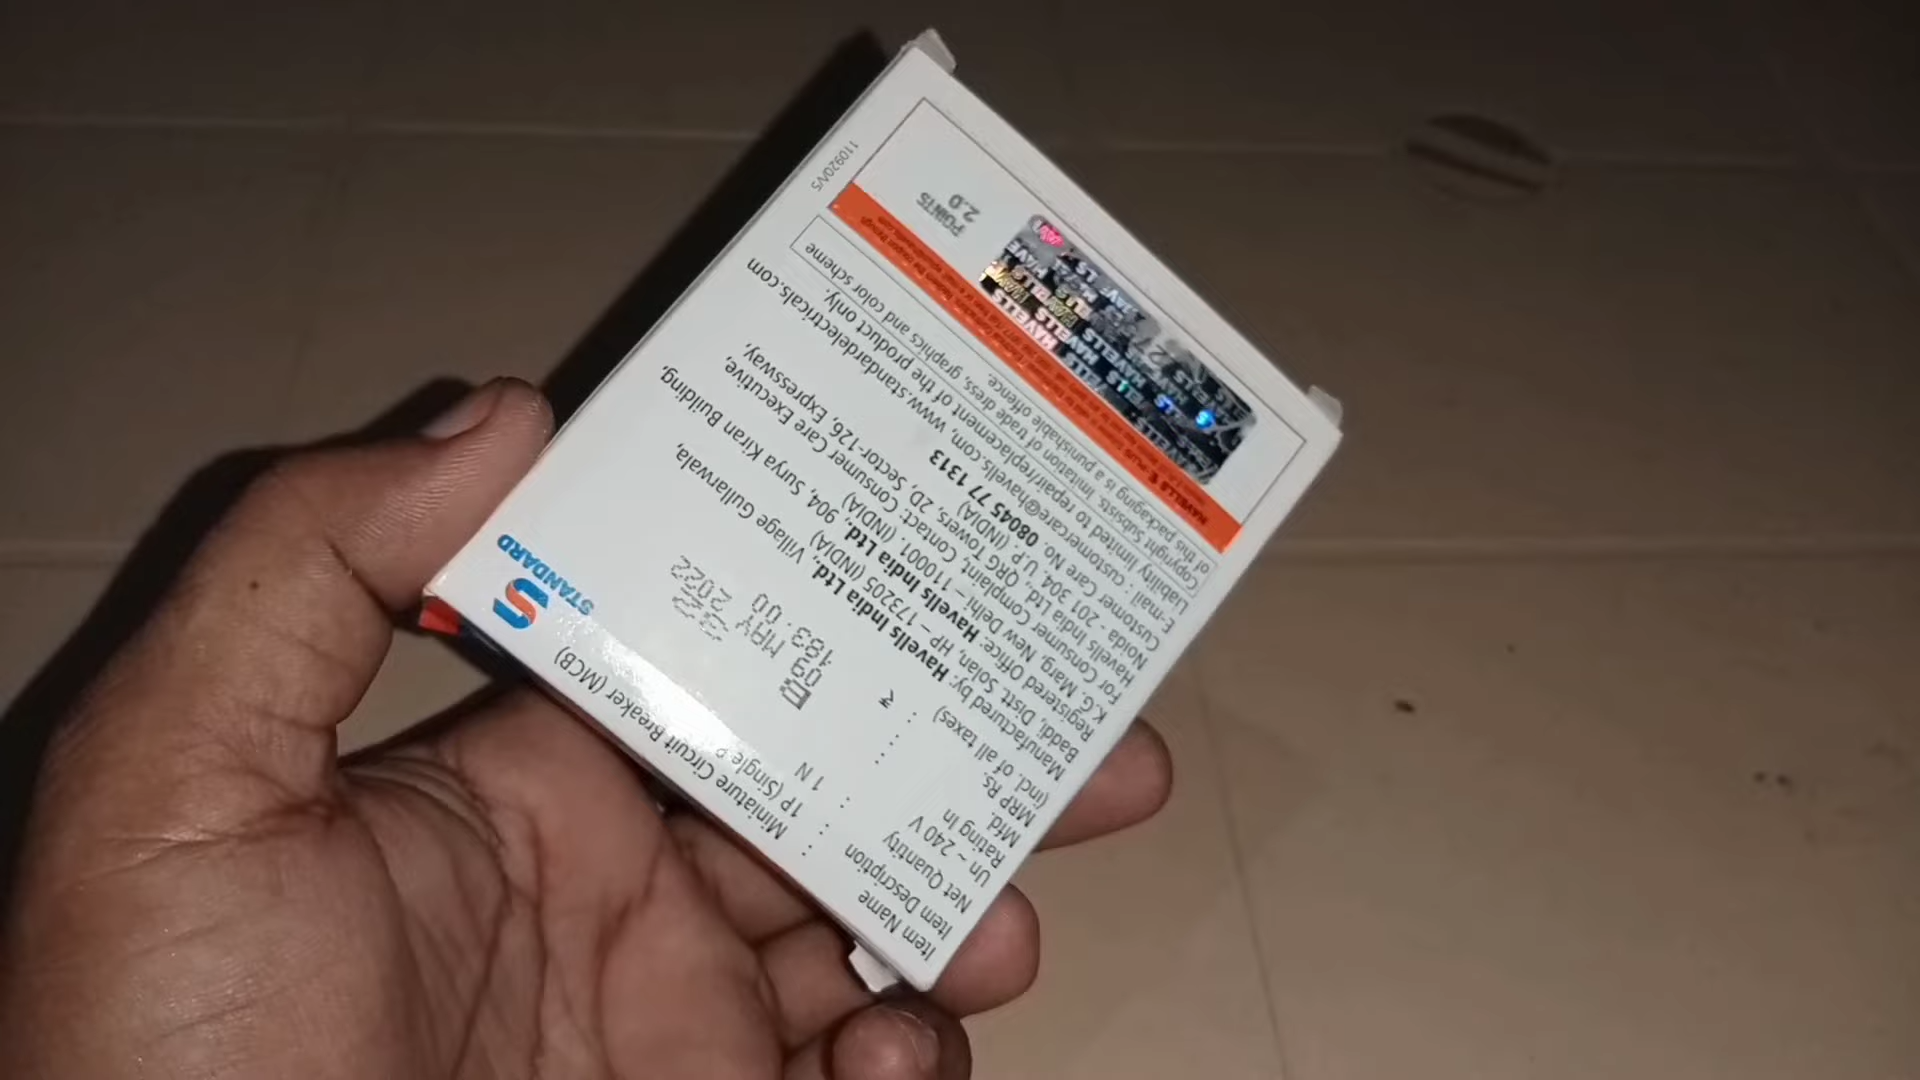 STANDARD
Item Name : Miniature Circuit Breaker (MCB)
Item Description : 1P (Single P
Net Quantity : 1 N
Un ~ 240 V
Rating In
Mfd. : 09 MAY 2022
MRP Rs. : ₹ 183.00
(incl. of all taxes)
Manufactured by: Havells India Ltd., Village Gullarwala,
Baddi, Distt. Solan, HP – 173205 (INDIA)
Registered Office: Havells India Ltd., 904, Surya Kiran Building,
K.G. Marg, New Delhi – 110001. (INDIA)
For Consumer Complaint, Contact: Consumer Care Executive,
Havells India Ltd., QRG Towers, 2D, Sector-126, Expressway,
Noida - 201 304, U.P. (INDIA)
Customer Care No. 08045 77 1313
E-mail : customercare@havells.com, www.standardelectricals.com
Liability limited to repair/replacement of the product only.
Copyright Subsists. Imitation of trade dress, graphics and color scheme
of this packaging is a punishable offence.
HAVELLS
POINTS
2.0
110920/V5